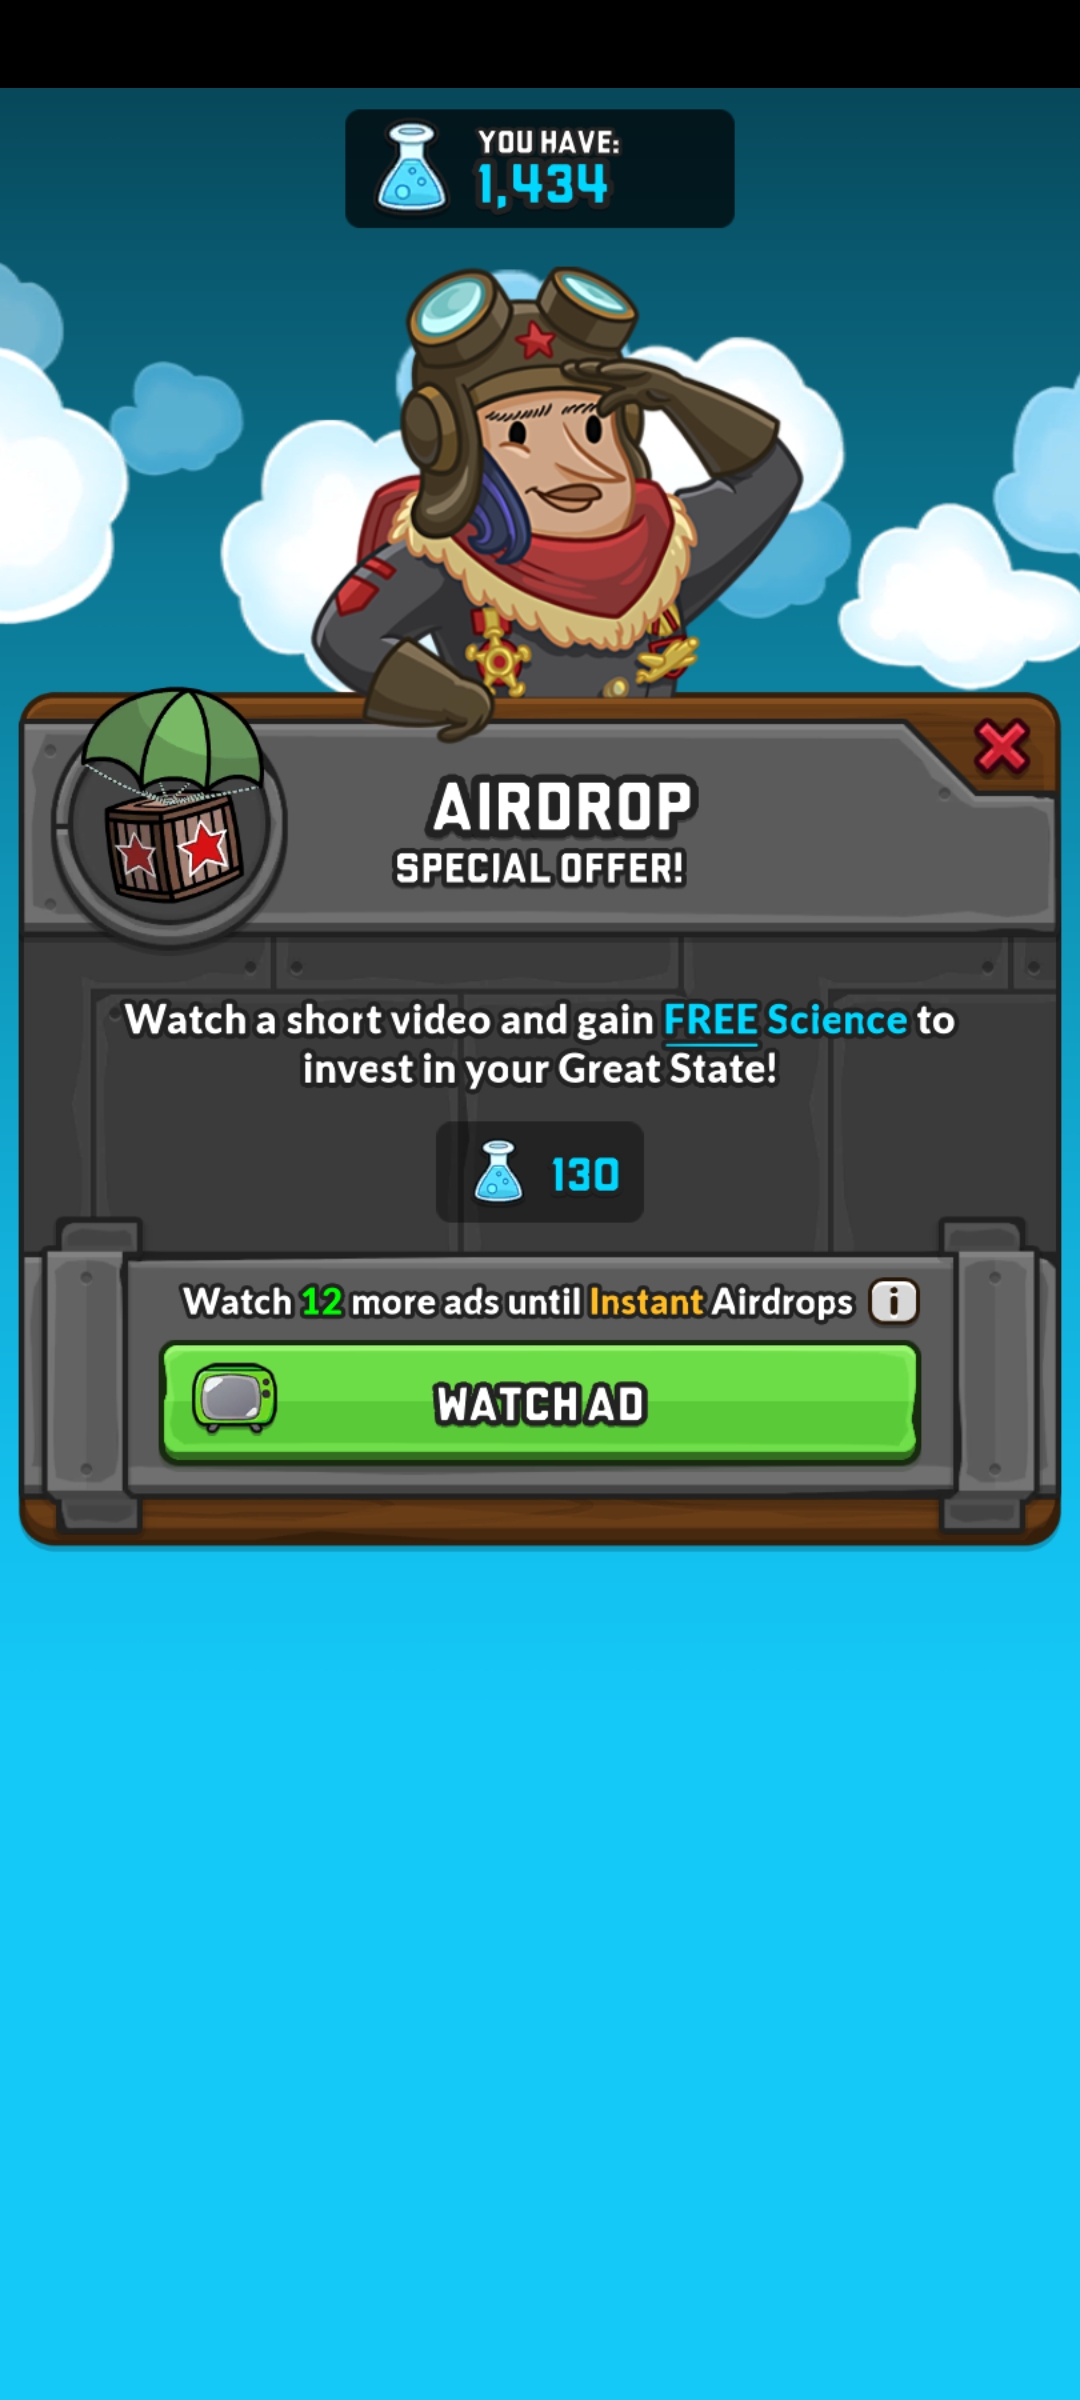 YOU HAVE:
1,434
AIRDROP
SPECIAL OFFER!
Watch a short video and gain FREE Science to
invest in your Great State!
130
Watch 12 more ads until Instant Airdrops i
WATCH AD